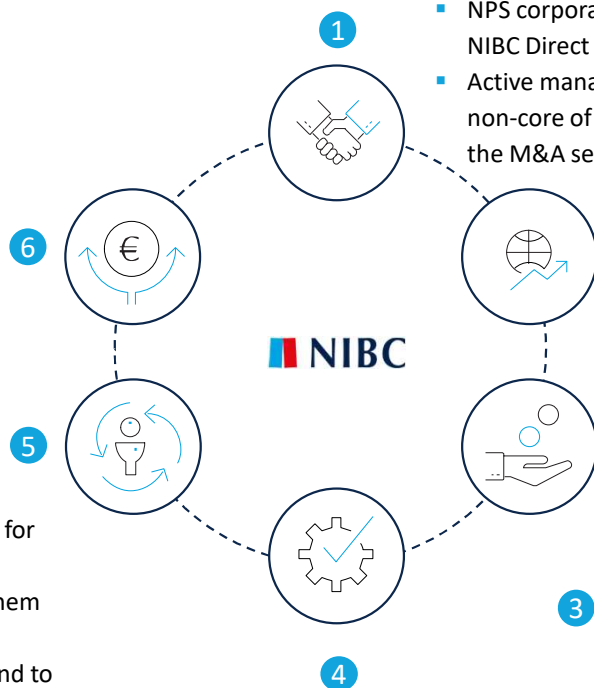 ▪ NPS corpora
NIBC Direct
▪ Active mana
non-core of
the M&A se
1
6
€
NIBC
5
for
nem
3
nd to
4